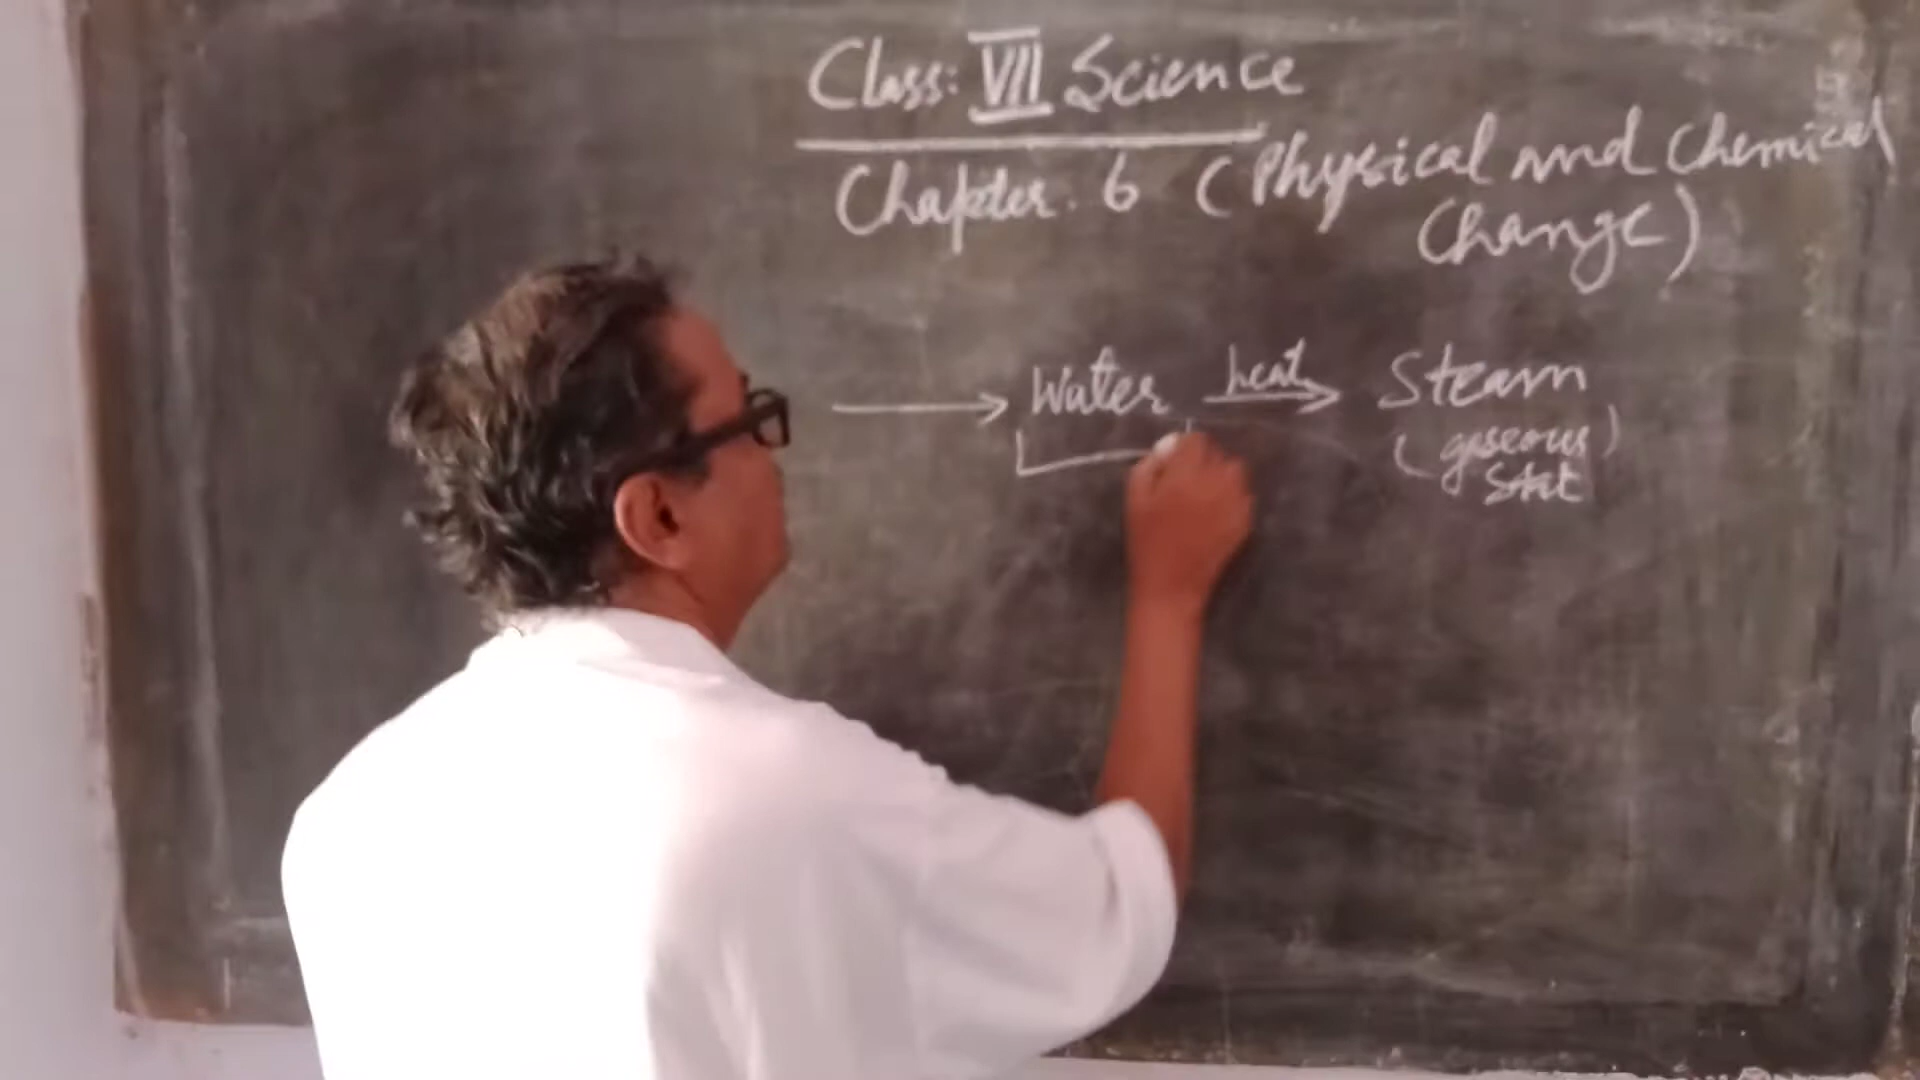 Class: VII Science
Chapter. 6 (Physical and Chemical
Change)
→ Water heat → Steam
(gaseous)
State